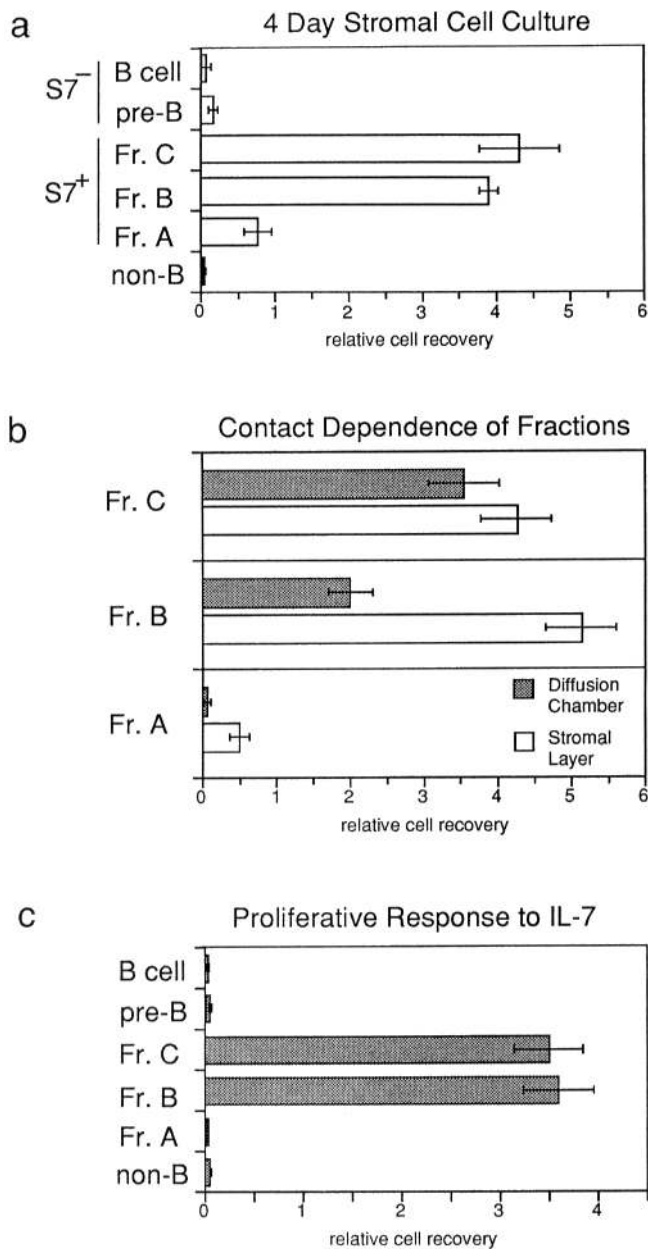 a
4 Day Stromal Cell Culture
S7⁻
B cell
pre-B
S7⁺
Fr. C
Fr. B
Fr. A
non-B
0 1 2 3 4 5 6
relative cell recovery
b
Contact Dependence of Fractions
Fr. C
Fr. B
Fr. A
Diffusion
Chamber
Stromal
Layer
0 1 2 3 4 5 6
relative cell recovery
c
Proliferative Response to IL-7
B cell
pre-B
Fr. C
Fr. B
Fr. A
non-B
0 1 2 3 4
relative cell recovery